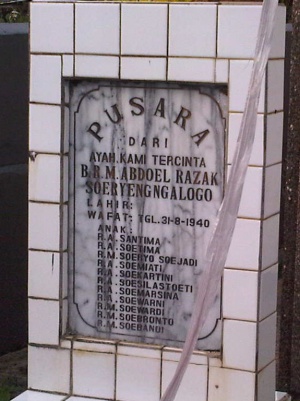 PUSARA
DARI
AYAH KAMI TERCINTA
B.R.M. ABDOEL RAZAK
SOERYENGNGALOGO
LAHIR:
WAFAT: TGL. 31-8-1940
ANAK:
R.A. SANTIMA
R.A. SOETIMA
R.M. SOERYO SOEJADI
R.A. SOEMIATI
R.A. SOEKARTINI
R.A. SOESILASTOETI
R.A. SOEMARSINA
R.A. SOEWARNI
R.M. SOEWARDI
R.M. SOEBRONTO
R.M. SOEBANDI